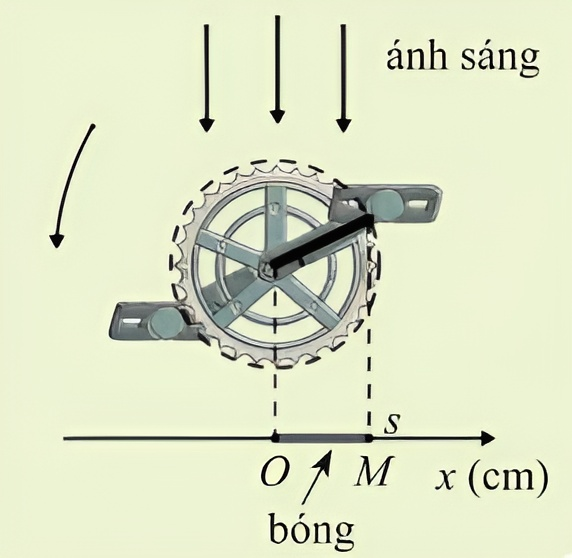 ánh sáng
s
O
M
x (cm)
bóng